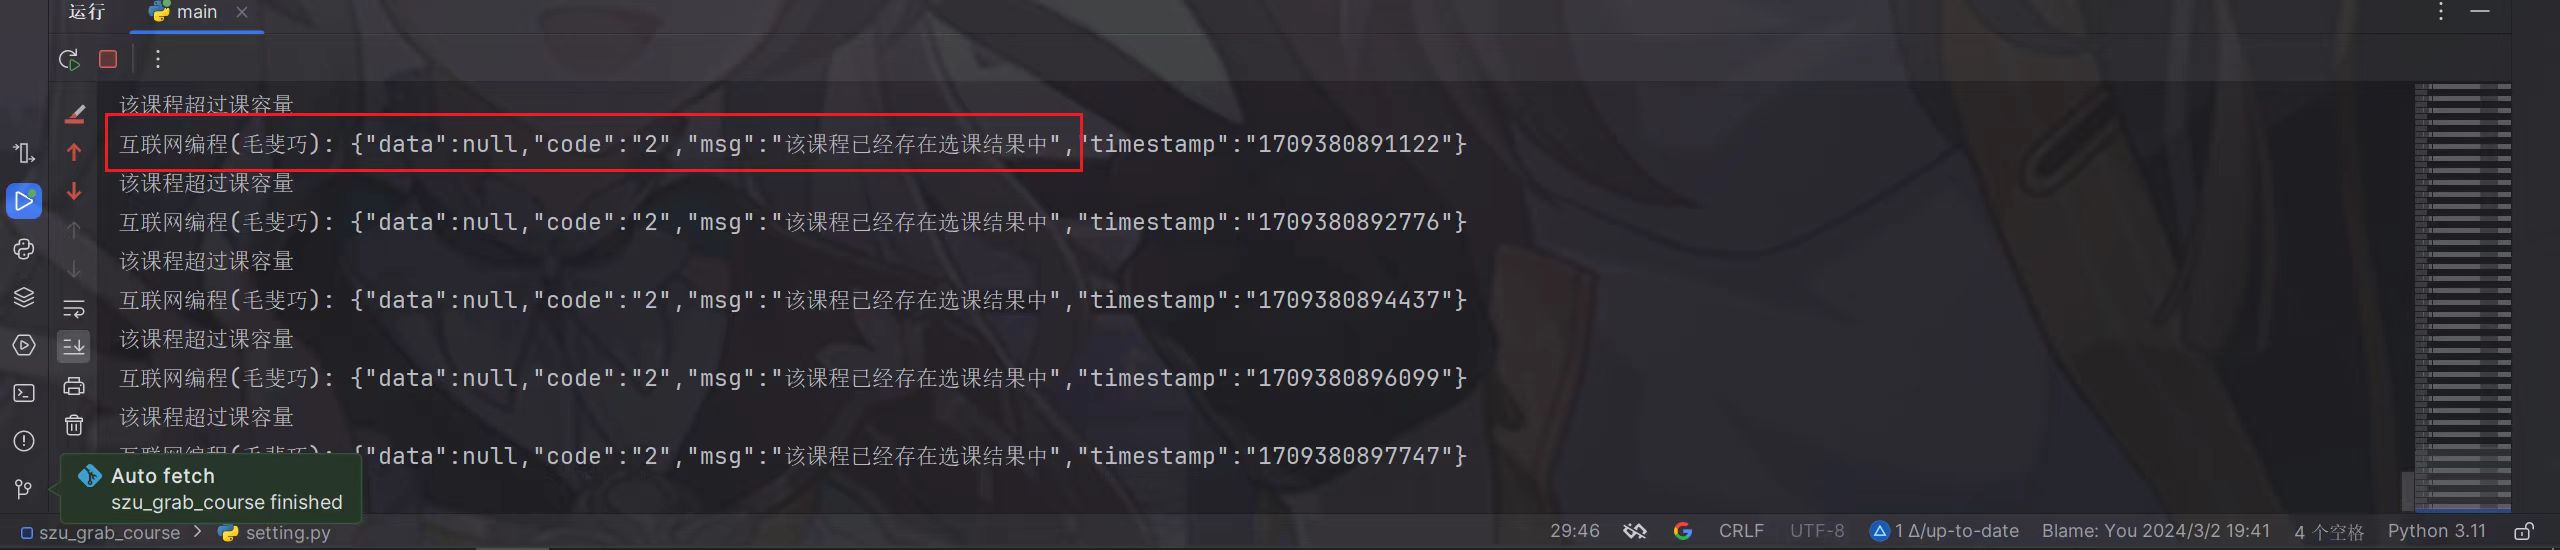 运行 main
该课程超过课容量
互联网编程(毛斐巧): {"data":null,"code":"2","msg":"该课程已经存在选课结果中","timestamp":"1709380891122"}
该课程超过课容量
互联网编程(毛斐巧): {"data":null,"code":"2","msg":"该课程已经存在选课结果中","timestamp":"1709380892776"}
该课程超过课容量
互联网编程(毛斐巧): {"data":null,"code":"2","msg":"该课程已经存在选课结果中","timestamp":"1709380894437"}
该课程超过课容量
互联网编程(毛斐巧): {"data":null,"code":"2","msg":"该课程已经存在选课结果中","timestamp":"1709380896099"}
该课程超过课容量
互联网编程(毛斐巧): {"data":null,"code":"2","msg":"该课程已经存在选课结果中","timestamp":"1709380897747"}
Auto fetch
szu_grab_course finished
szu_grab_course > setting.py 29:46 CRLF UTF-8 1 Δ/up-to-date Blame: You 2024/3/2 19:41 4 个空格 Python 3.11